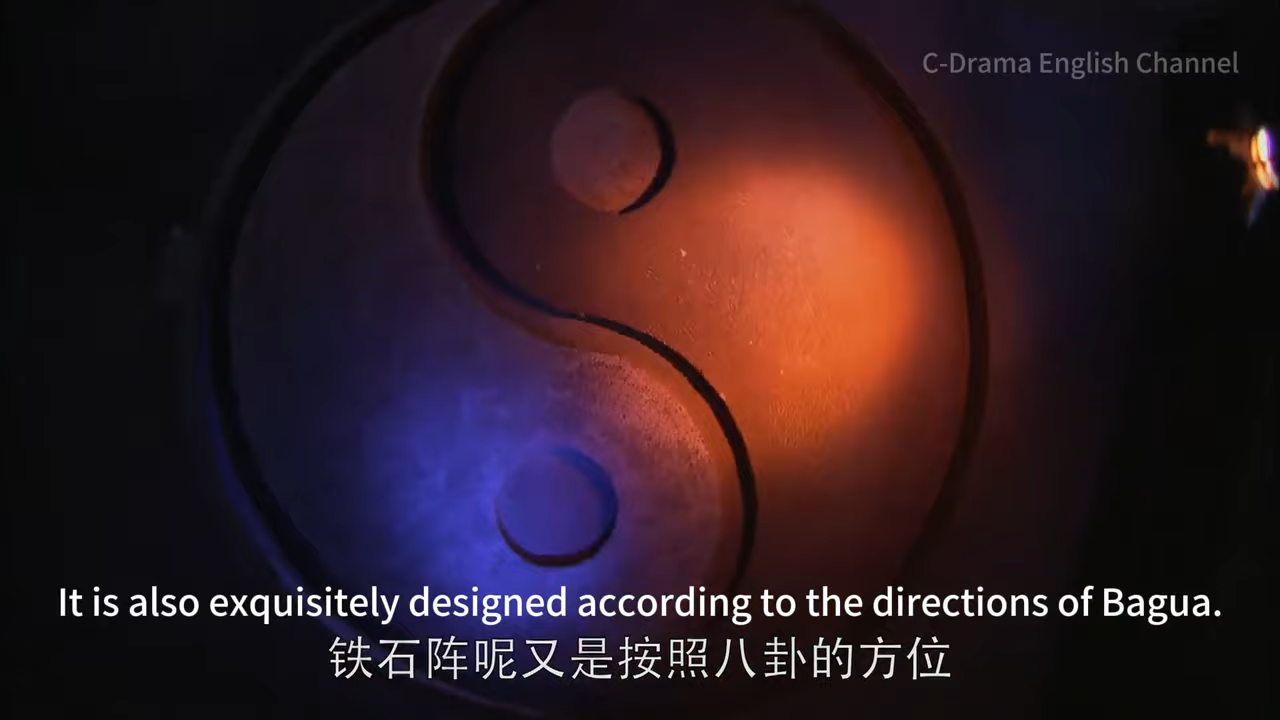 C-Drama English Channel
It is also exquisitely designed according to the directions of Bagua.
铁石阵呢又是按照八卦的方位